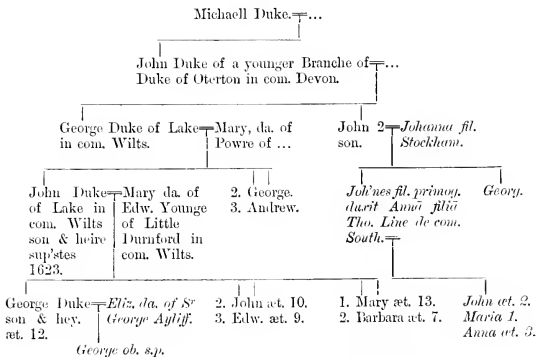 Michaell Duke.=...
John Duke of a younger Branche of=...
Duke of Oterton in com. Devon.
George Duke of Lake=Mary, da. of
in com. Wilts. Powre of ...
John 2=Johanna fil.
son. Stockham.
John Duke=Mary da. of
of Lake in Edw. Younge
com. Wilts of Little
son & heire Durnford in
sup'stes com. Wilts.
1623.
2. George.
3. Andrew.
Joh'nes fil. primog.
duxit Annā filiā
Tho. Line de com.
South.=
Georg.
George Duke=Eliz. da. of Sr
son & hey. George Ayliff.
æt. 12.
George ob. s.p.
2. John æt. 10.
3. Edw. æt. 9.
1. Mary æt. 13.
2. Barbara æt. 7.
John æt. 2.
Maria 1.
Anna æt. 3.